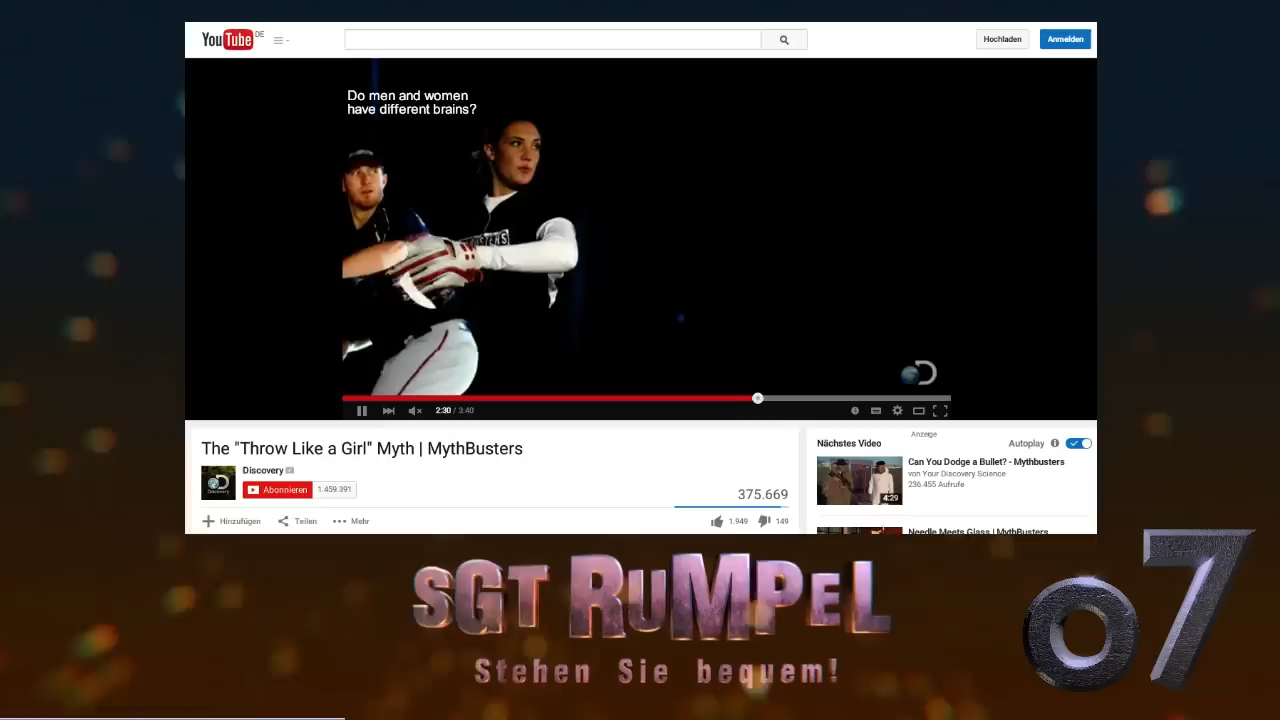 YouTube DE
Hochladen
Anmelden
Do men and women
have different brains?
2:30 / 3:40
The "Throw Like a Girl" Myth | MythBusters
Discovery
Discovery
Abonnieren
1.459.391
375.669
Hinzufügen
Teilen
Mehr
1.949
149
Anzeige
Nächstes Video
Autoplay
Can You Dodge a Bullet? - Mythbusters
von Your Discovery Science
236.455 Aufrufe
4:29
Needle Meets Glass | MythBusters
SGT RuMPEL
Stehen Sie bequem!
o7